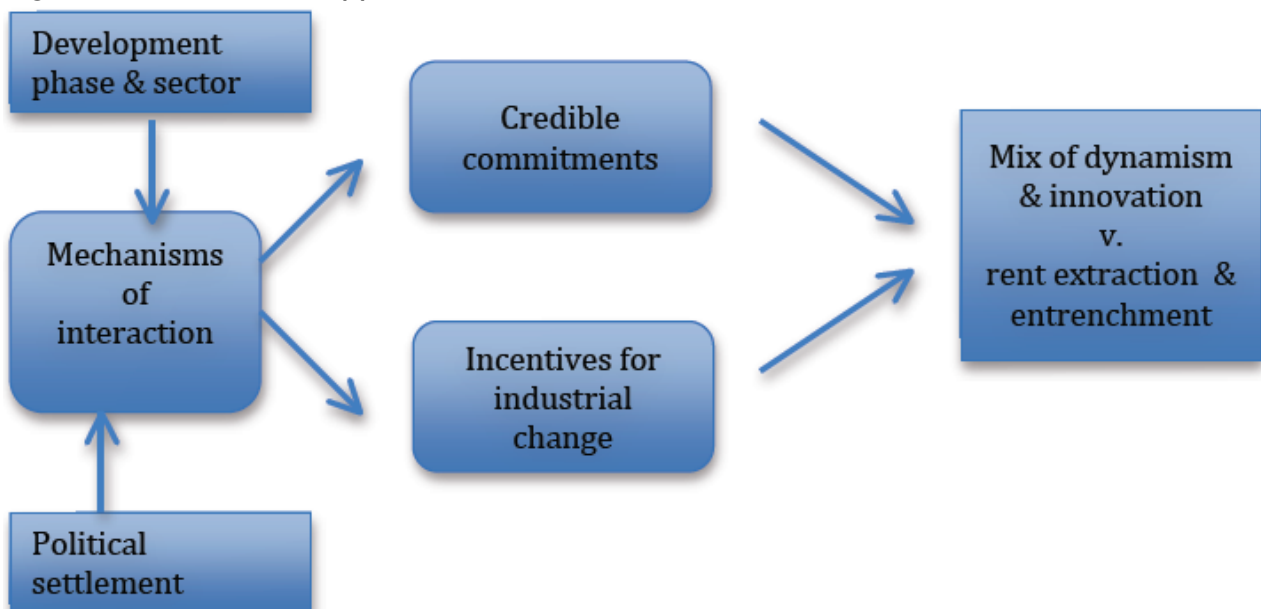 Development
phase & sector
Mechanisms
of
interaction
Political
settlement
Credible
commitments
Incentives for
industrial
change
Mix of dynamism
& innovation
v.
rent extraction &
entrenchment